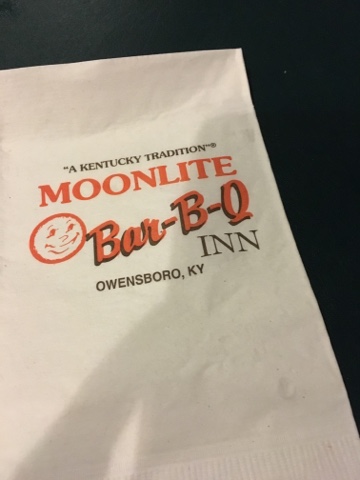 "A KENTUCKY TRADITION"®
MOONLITE
Bar-B-Q
INN
OWENSBORO, KY